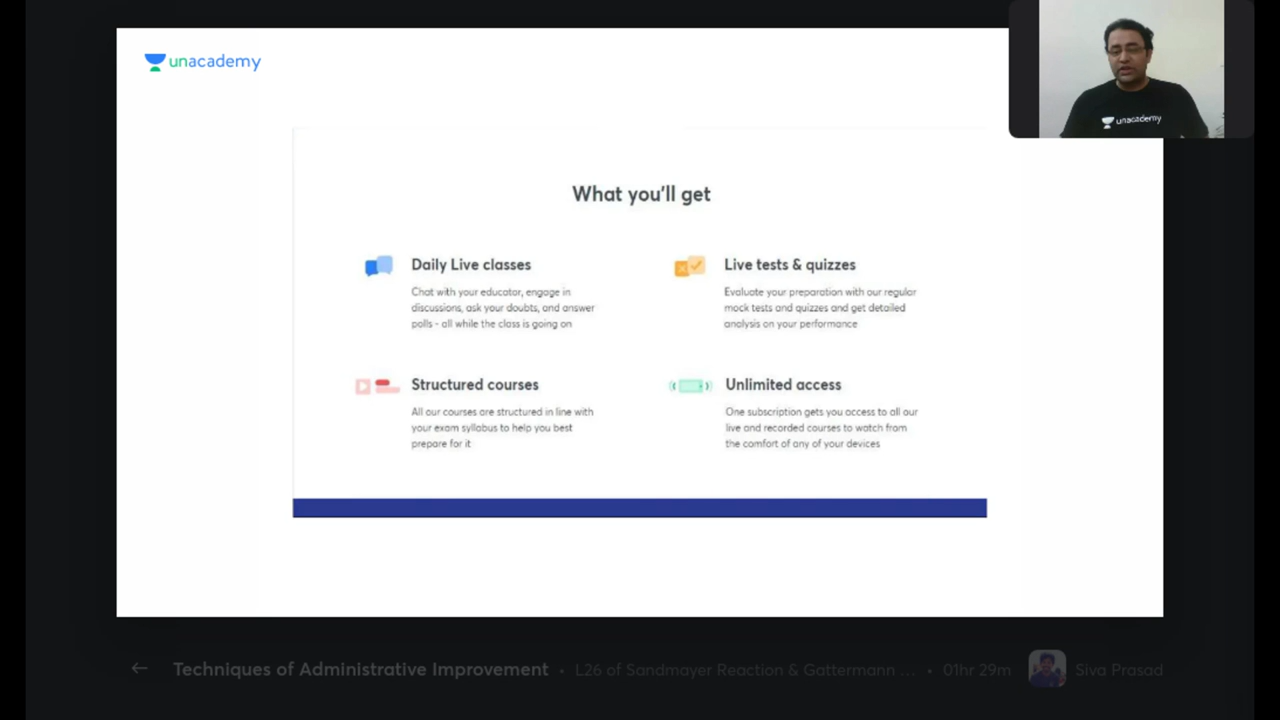 unacademy
unacademy
What you'll get
Daily Live classes
Chat with your educator, engage in
discussions, ask your doubts, and answer
polls - all while the class is going on
Live tests & quizzes
Evaluate your preparation with our regular
mock tests and quizzes and get detailed
analysis on your performance
Structured courses
All our courses are structured in line with
your exam syllabus to help you best
prepare for it
Unlimited access
One subscription gets you access to all our
live and recorded courses to watch from
the comfort of any of your devices
Techniques of Administrative Improvement • L26 of Sandmayer Reaction & Gattermann ... • 01hr 29m Siva Prasad